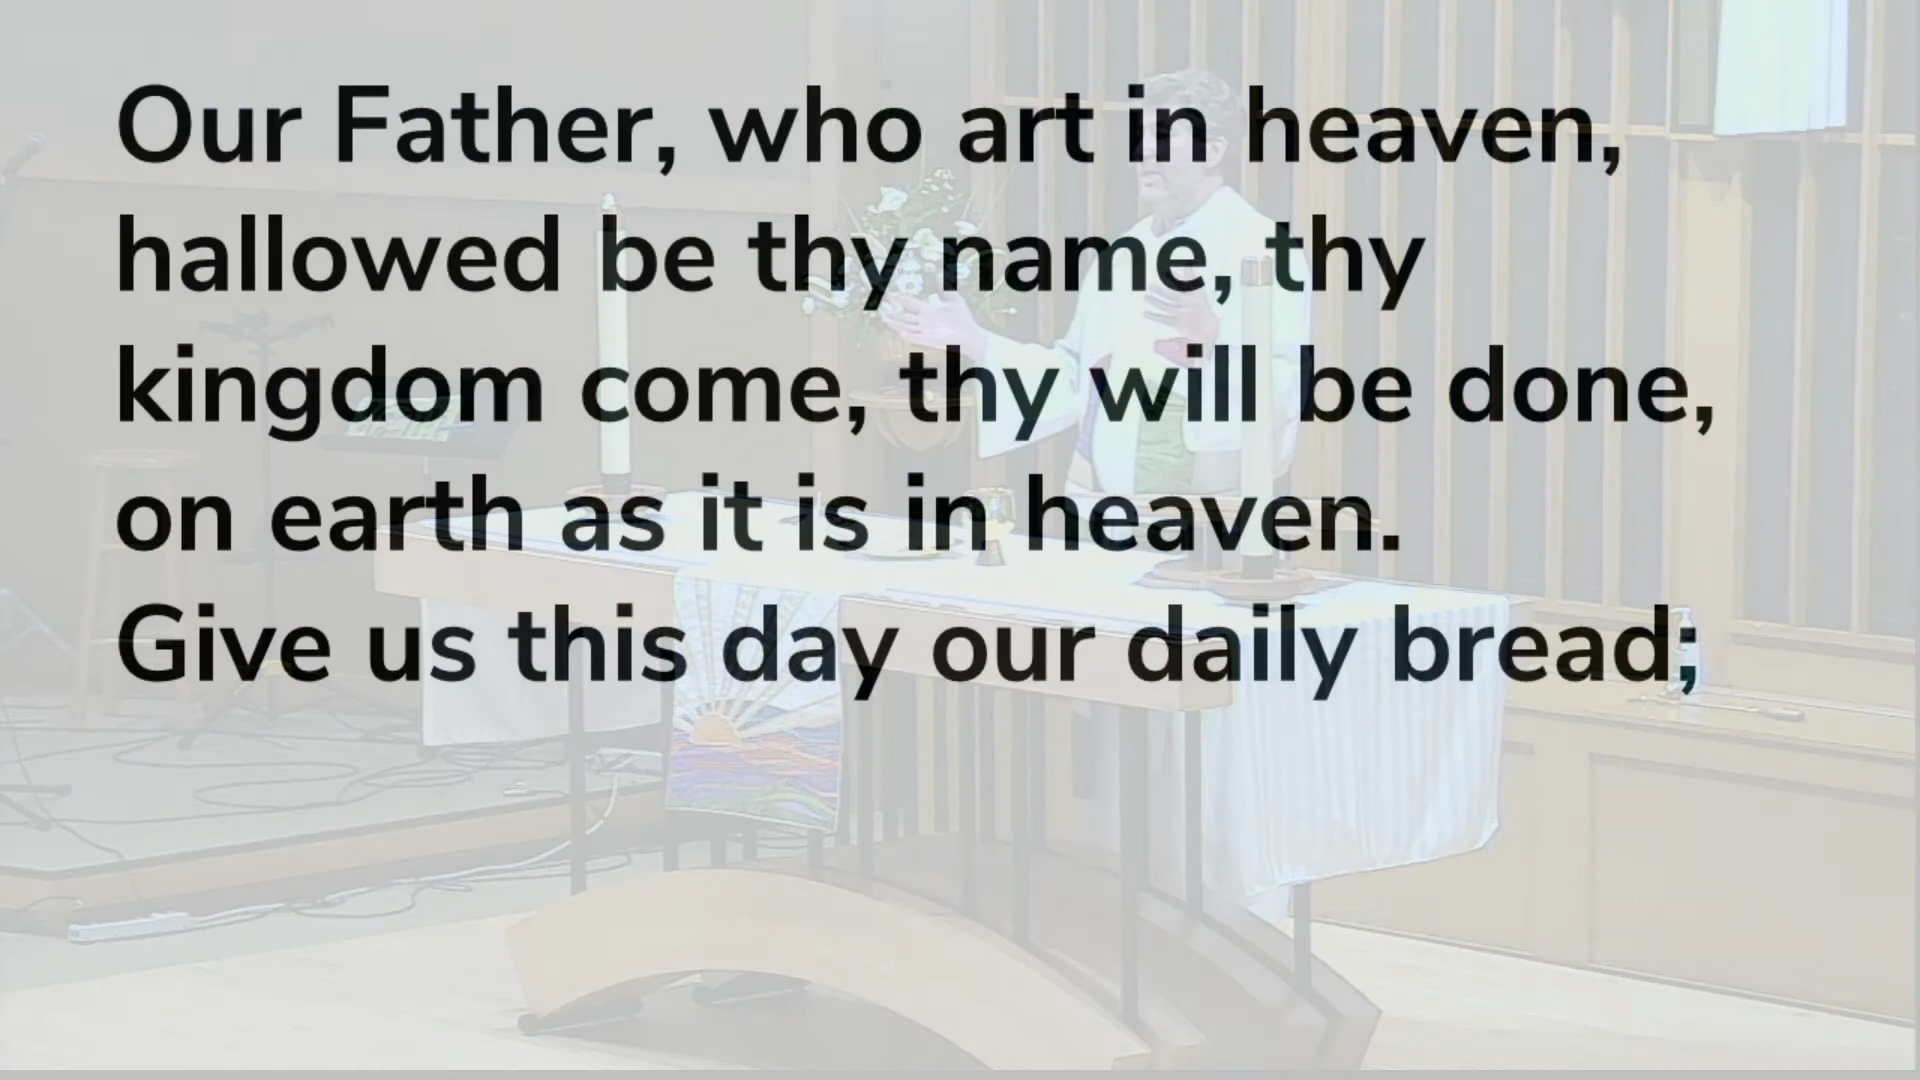 Our Father, who art in heaven,
hallowed be thy name, thy
kingdom come, thy will be done,
on earth as it is in heaven.
Give us this day our daily bread;